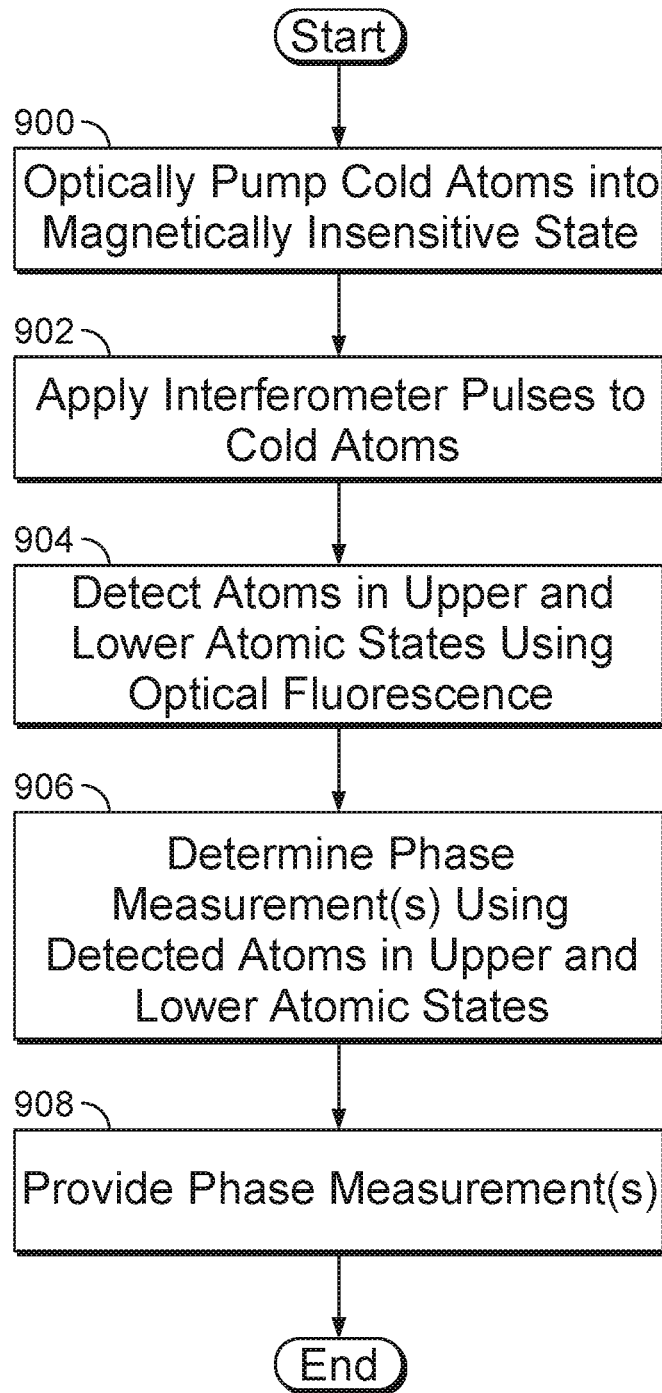 Start
900
Optically Pump Cold Atoms into
Magnetically Insensitive State
902
Apply Interferometer Pulses to
Cold Atoms
904
Detect Atoms in Upper and
Lower Atomic States Using
Optical Fluorescence
906
Determine Phase
Measurement(s) Using
Detected Atoms in Upper and
Lower Atomic States
908
Provide Phase Measurement(s)
End